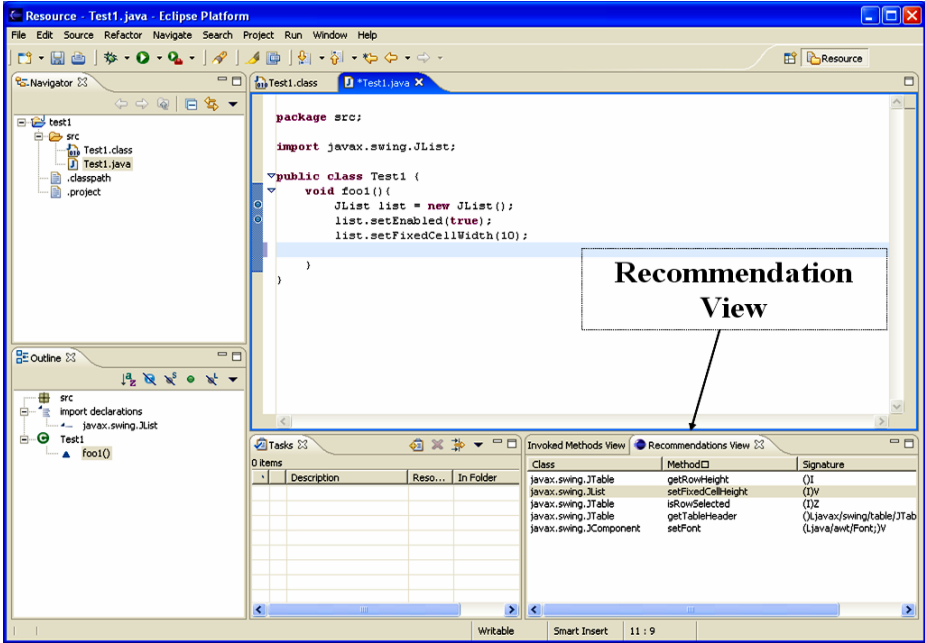 Resource - Test1.java - Eclipse Platform
File Edit Source Refactor Navigate Search Project Run Window Help
Resource
Navigator
test1
src
Test1.class
Test1.java
.classpath
.project
Test1.class
*Test1.java
package src;
import javax.swing.JList;
public class Test1 {
void foo1(){
JList list = new JList();
list.setEnabled(true);
list.setFixedCellWidth(10);
}
}
Recommendation
View
Outline
src
import declarations
javax.swing.JList
Test1
foo1()
Tasks
0 items
Description Reso... In Folder
Invoked Methods View Recommendations View
Class Method Signature
javax.swing.JTable getRowHeight ()I
javax.swing.JList setFixedCellHeight (I)V
javax.swing.JTable isRowSelected (I)Z
javax.swing.JTable getTableHeader ()Ljavax/swing/table/JTab
javax.swing.JComponent setFont (Ljava/awt/Font;)V
Writable Smart Insert 11 : 9